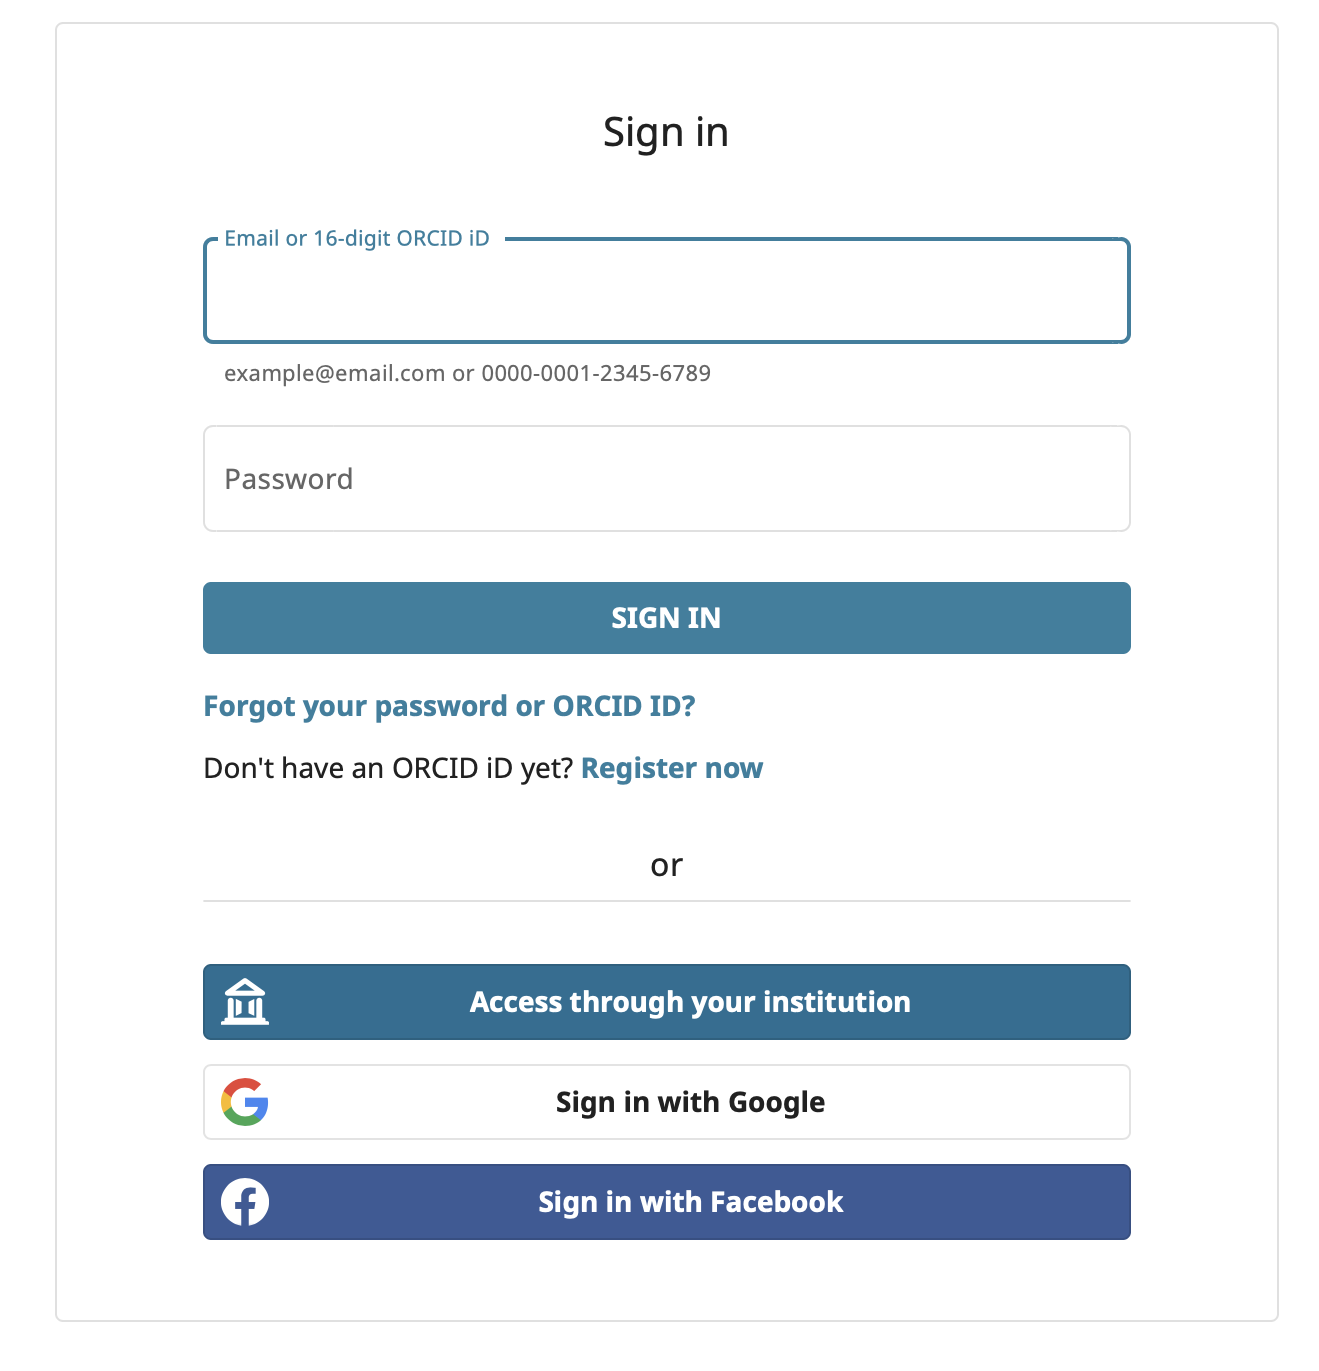 Sign in
Email or 16-digit ORCID iD
example@email.com or 0000-0001-2345-6789
Password
SIGN IN
Forgot your password or ORCID ID?
Don't have an ORCID iD yet? Register now
or
Access through your institution
Sign in with Google
Sign in with Facebook